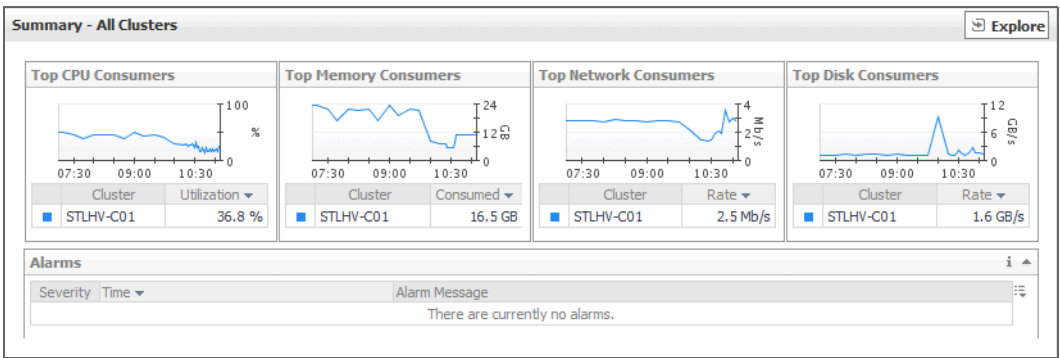 Summary - All Clusters Explore
Top CPU Consumers Top Memory Consumers Top Network Consumers Top Disk Consumers
100 % 0 24 12 GB 0 4 2 Mb/s 0 12 6 GB/s 0
07:30 09:00 10:30 07:30 09:00 10:30 07:30 09:00 10:30 07:30 09:00 10:30
Cluster Utilization Cluster Consumed Cluster Rate Cluster Rate
STLHV-C01 36.8 % STLHV-C01 16.5 GB STLHV-C01 2.5 Mb/s STLHV-C01 1.6 GB/s
Alarms i
Severity Time Alarm Message
There are currently no alarms.